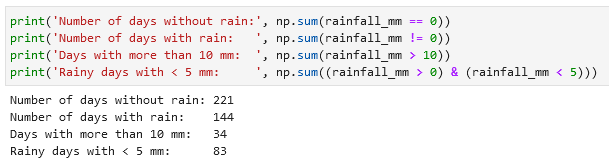 print('Number of days without rain:', np.sum(rainfall_mm == 0))
print('Number of days with rain:   ', np.sum(rainfall_mm != 0))
print('Days with more than 10 mm:  ', np.sum(rainfall_mm > 10))
print('Rainy days with < 5 mm:     ', np.sum((rainfall_mm > 0) & (rainfall_mm < 5)))
Number of days without rain: 221
Number of days with rain:    144
Days with more than 10 mm:   34
Rainy days with < 5 mm:      83